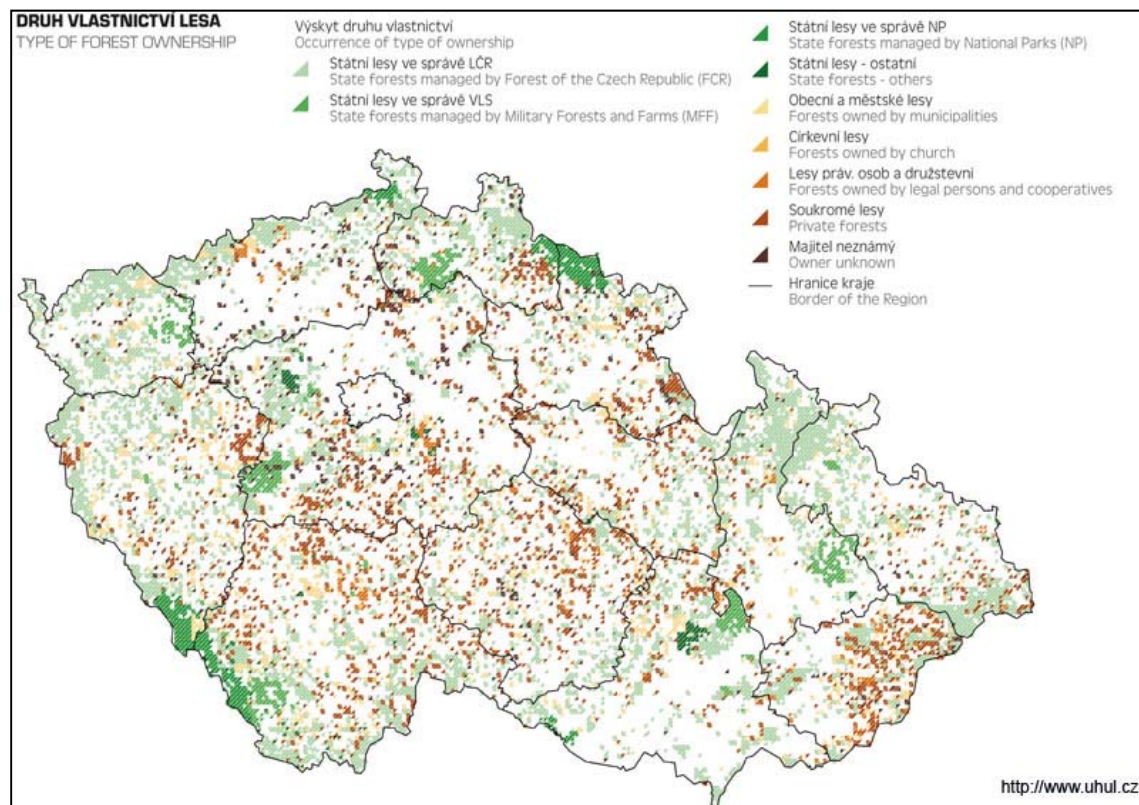 DRUH VLASTNICTVÍ LESA
TYPE OF FOREST OWNERSHIP
Výskyt druhu vlastnictví
Occurrence of type of ownership
Státní lesy ve správě LČR
State forests managed by Forest of the Czech Republic (FCR)
Státní lesy ve správě VLS
State forests managed by Military Forests and Farms (MFF)
Státní lesy ve správě NP
State forests managed by National Parks (NP)
Státní lesy - ostatní
State forests - others
Obecní a městské lesy
Forests owned by municipalities
Církevní lesy
Forests owned by church
Lesy práv. osob a družstevní
Forests owned by legal persons and cooperatives
Soukromé lesy
Private forests
Majitel neznámý
Owner unknown
Hranice kraje
Border of the Region
http://www.uhul.cz